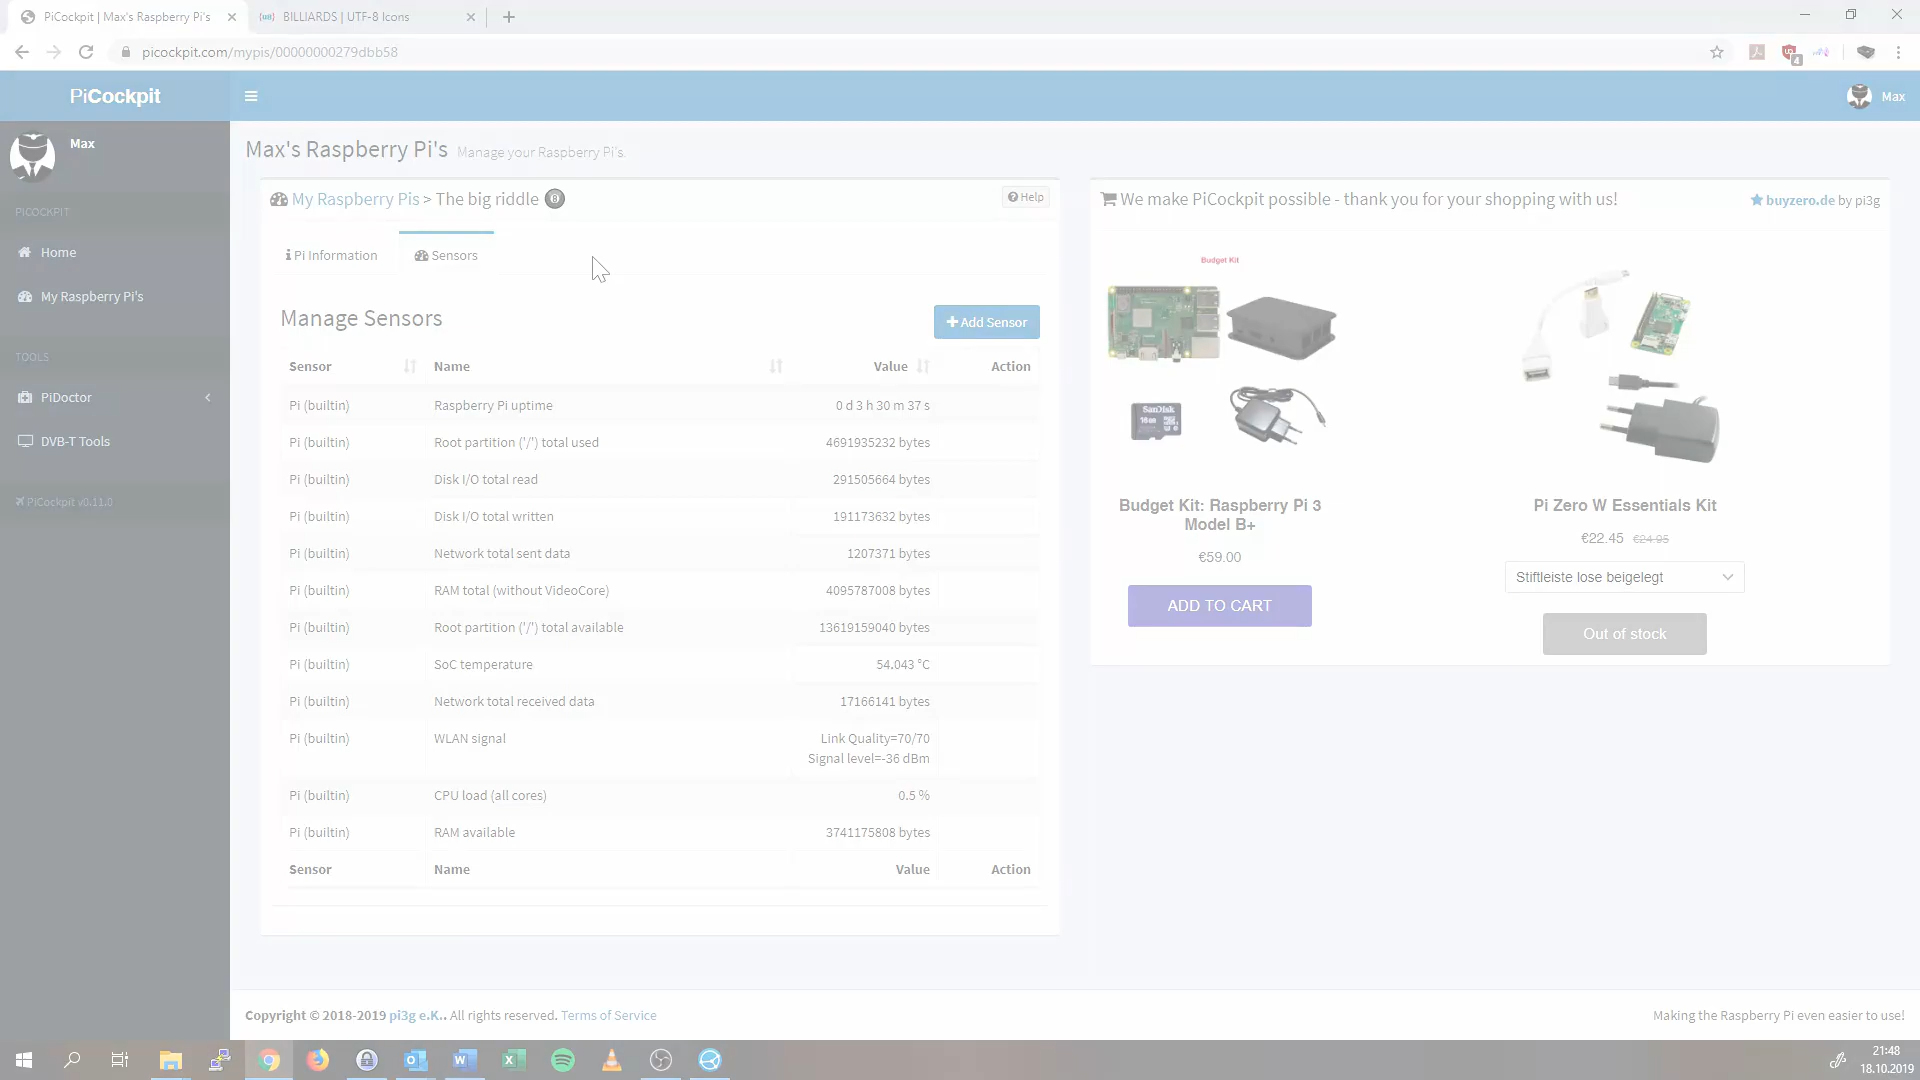 PiCockpit | Max's Raspberry Pi's
BILLIARDS | UTF-8 Icons
picockpit.com/mypis/00000000279dbb58
4
PiCockpit
Max
Max
Max's Raspberry Pi's Manage your Raspberry Pi's.
My Raspberry Pis > The big riddle
Help
We make PiCockpit possible - thank you for your shopping with us!
buyzero.de by pi3g
PICOCKPIT
Home
My Raspberry Pi's
TOOLS
PiDoctor
DVB-T Tools
PiCockpit v0.11.0
Pi Information
Sensors
Manage Sensors
Add Sensor
Sensor Name Value Action
Pi (builtin) Raspberry Pi uptime 0 d 3 h 30 m 37 s
Pi (builtin) Root partition ('/') total used 4691935232 bytes
Pi (builtin) Disk I/O total read 291505664 bytes
Pi (builtin) Disk I/O total written 191173632 bytes
Pi (builtin) Network total sent data 1207371 bytes
Pi (builtin) RAM total (without VideoCore) 4095787008 bytes
Pi (builtin) Root partition ('/') total available 13619159040 bytes
Pi (builtin) SoC temperature 54.043 °C
Pi (builtin) Network total received data 17166141 bytes
Pi (builtin) WLAN signal Link Quality=70/70
Signal level=-36 dBm
Pi (builtin) CPU load (all cores) 0.5 %
Pi (builtin) RAM available 3741175808 bytes
Sensor Name Value Action
Budget Kit
SanDisk
16
Budget Kit: Raspberry Pi 3
Model B+
€59.00
ADD TO CART
Pi Zero W Essentials Kit
€22.45 €24.95
Stiftleiste lose beigelegt
Out of stock
Copyright © 2018-2019 pi3g e.K.. All rights reserved. Terms of Service
Making the Raspberry Pi even easier to use!
21:48
18.10.2019